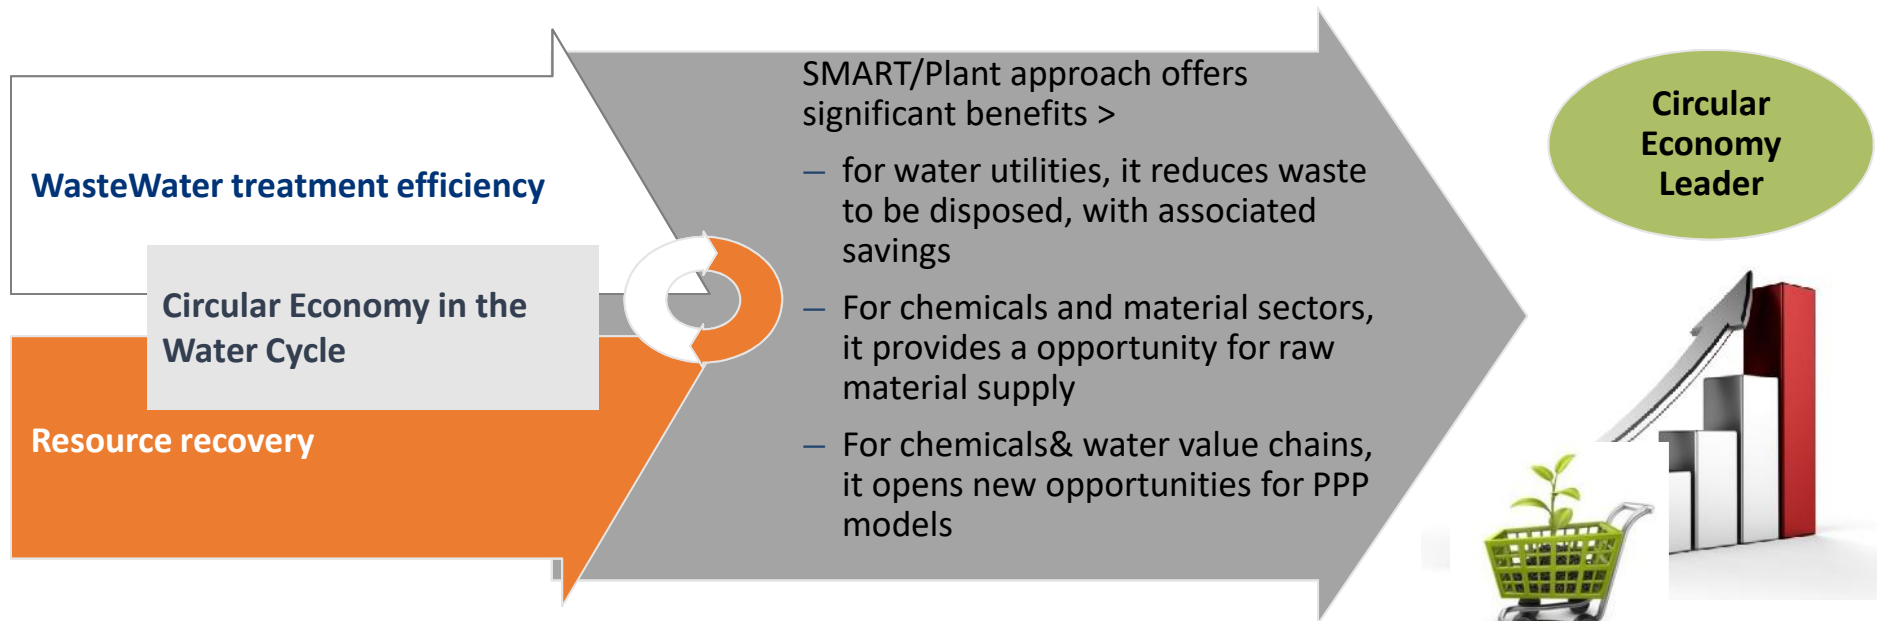 WasteWater treatment efficiency
Circular Economy in the
Water Cycle
Resource recovery
SMART/Plant approach offers
significant benefits >
– for water utilities, it reduces waste
to be disposed, with associated
savings
– For chemicals and material sectors,
it provides a opportunity for raw
material supply
– For chemicals& water value chains,
it opens new opportunities for PPP
models
Circular
Economy
Leader